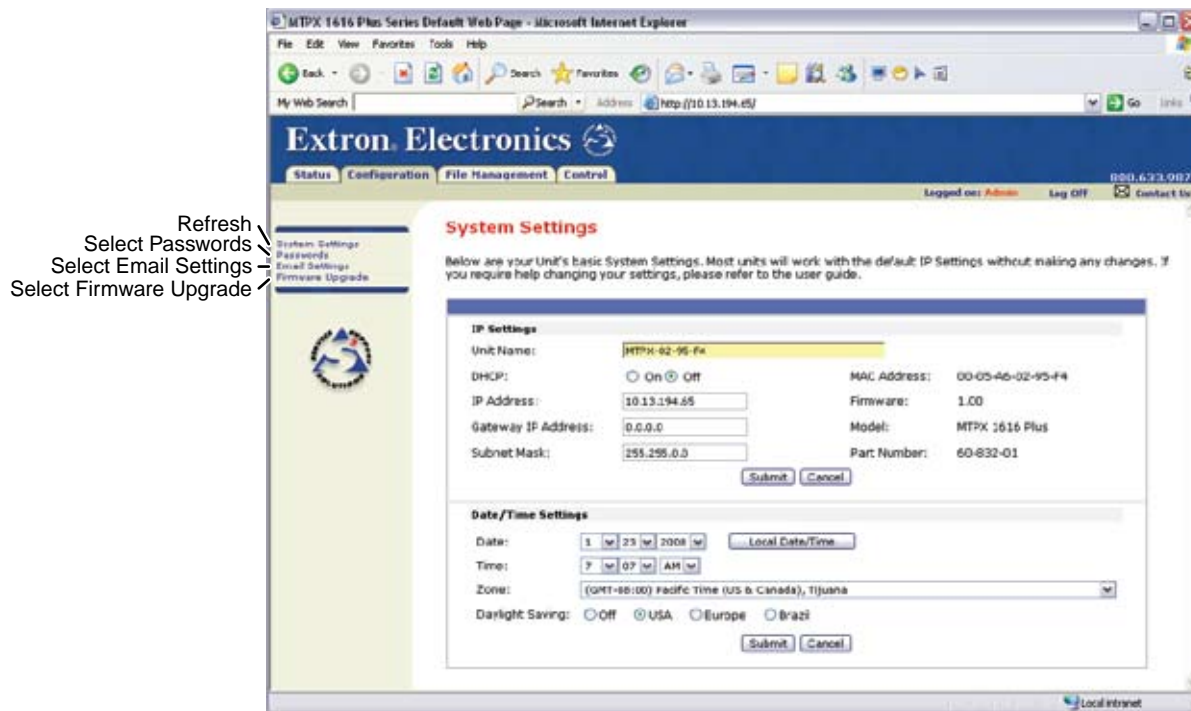 MTPX 1616 Plus Series Default Web Page - Microsoft Internet Explorer
File Edit View Favorites Tools Help
Back Search Favorites
My Web Search Search Address http://10.13.194.65/ Go Links
Extron Electronics
Status Configuration File Management Control
800.633.987
Logged on: Admin Log Off Contact Us
Refresh
Select Passwords
Select Email Settings
Select Firmware Upgrade
System Settings
Passwords
Email Settings
Firmware Upgrade
System Settings
Below are your Unit's basic System Settings. Most units will work with the default IP Settings without making any changes. If
you require help changing your settings, please refer to the user guide.
IP Settings
Unit Name: MTPX-02-95-F4
DHCP: On Off MAC Address: 00-05-A6-02-95-F4
IP Address: 10.13.194.65 Firmware: 1.00
Gateway IP Address: 0.0.0.0 Model: MTPX 1616 Plus
Subnet Mask: 255.255.0.0 Part Number: 60-832-01
Submit Cancel
Date/Time Settings
Date: 1 23 2008 Local Date/Time
Time: 7 07 AM
Zone: (GMT-08:00) Pacific Time (US & Canada), Tijuana
Daylight Saving: Off USA Europe Brazil
Submit Cancel
Local intranet